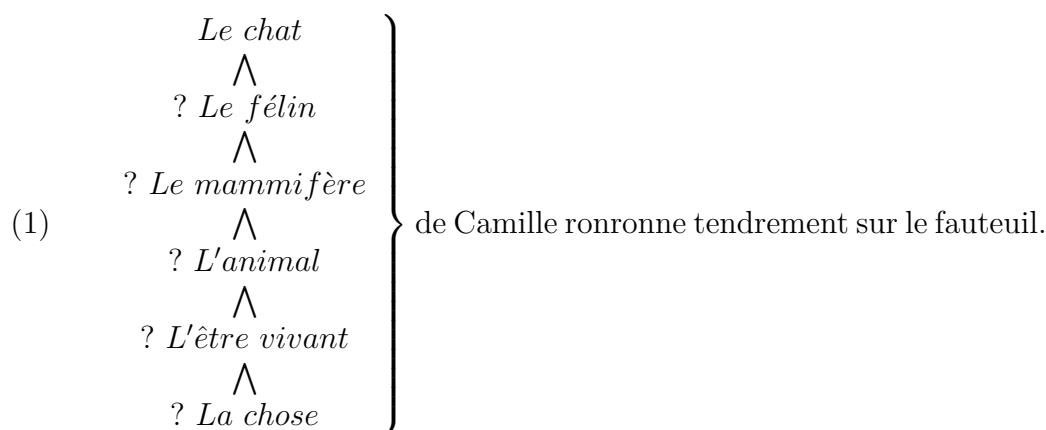 Le chat
⋀
? Le félin
⋀
? Le mammifère
⋀
(1) de Camille ronronne tendrement sur le fauteuil.
? L'animal
⋀
? L'être vivant
⋀
? La chose